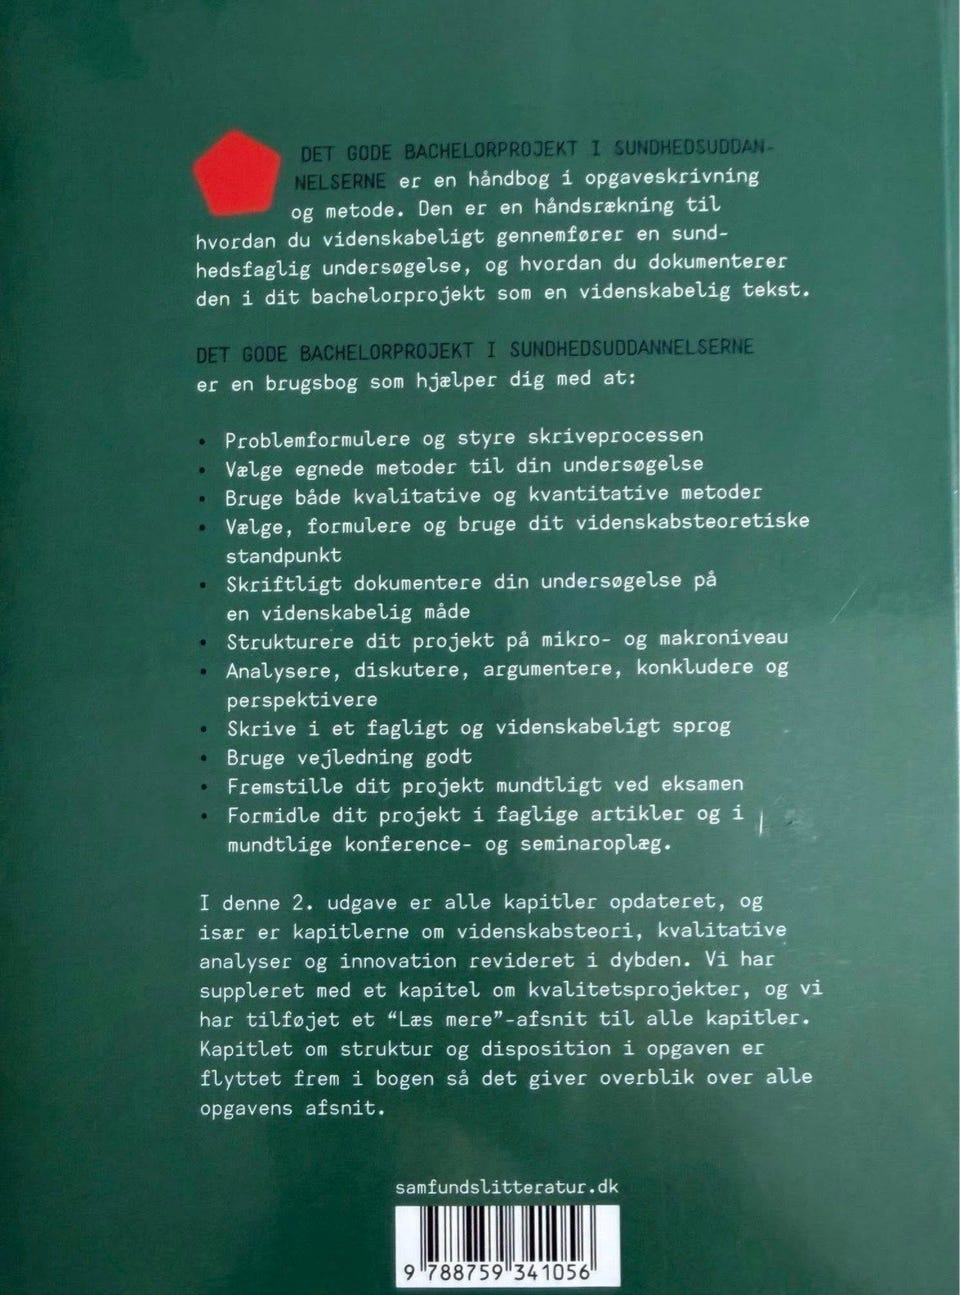 DET GODE BACHELORPROJEKT I SUNDHEDSUDDAN-
NELSERNE er en håndbog i opgaveskrivning
og metode. Den er en håndsrækning til
hvordan du videnskabeligt gennemfører en sund-
hedsfaglig undersøgelse, og hvordan du dokumenterer
den i dit bachelorprojekt som en videnskabelig tekst.
DET GODE BACHELORPROJEKT I SUNDHEDSUDDANNELSERNE
er en brugsbog som hjælper dig med at:
• Problemformulere og styre skriveprocessen
• Vælge egnede metoder til din undersøgelse
• Bruge både kvalitative og kvantitative metoder
• Vælge, formulere og bruge dit videnskabsteoretiske
standpunkt
• Skriftligt dokumentere din undersøgelse på
en videnskabelig måde
• Strukturere dit projekt på mikro- og makroniveau
• Analysere, diskutere, argumentere, konkludere og
perspektivere
• Skrive i et fagligt og videnskabeligt sprog
• Bruge vejledning godt
• Fremstille dit projekt mundtligt ved eksamen
• Formidle dit projekt i faglige artikler og i
mundtlige konference- og seminaroplæg.
I denne 2. udgave er alle kapitler opdateret, og
især er kapitlerne om videnskabsteori, kvalitative
analyser og innovation revideret i dybden. Vi har
suppleret med et kapitel om kvalitetsprojekter, og vi
har tilføjet et “Læs mere”-afsnit til alle kapitler.
Kapitlet om struktur og disposition i opgaven er
flyttet frem i bogen så det giver overblik over alle
opgavens afsnit.
samfundslitteratur.dk
9 788759 341056